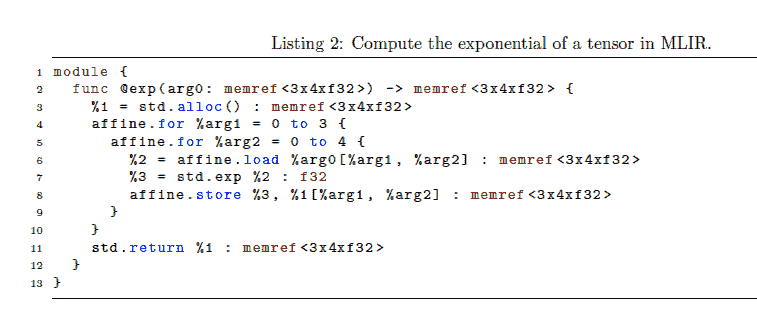 Listing 2: Compute the exponential of a tensor in MLIR.
1 module {
2 func @exp(arg0: memref<3x4xf32>) -> memref<3x4xf32> {
3 %1 = std.alloc() : memref<3x4xf32>
4 affine.for %arg1 = 0 to 3 {
5 affine.for %arg2 = 0 to 4 {
6 %2 = affine.load %arg0[%arg1, %arg2] : memref<3x4xf32>
7 %3 = std.exp %2 : f32
8 affine.store %3, %1[%arg1, %arg2] : memref<3x4xf32>
9 }
10 }
11 std.return %1 : memref<3x4xf32>
12 }
13 }